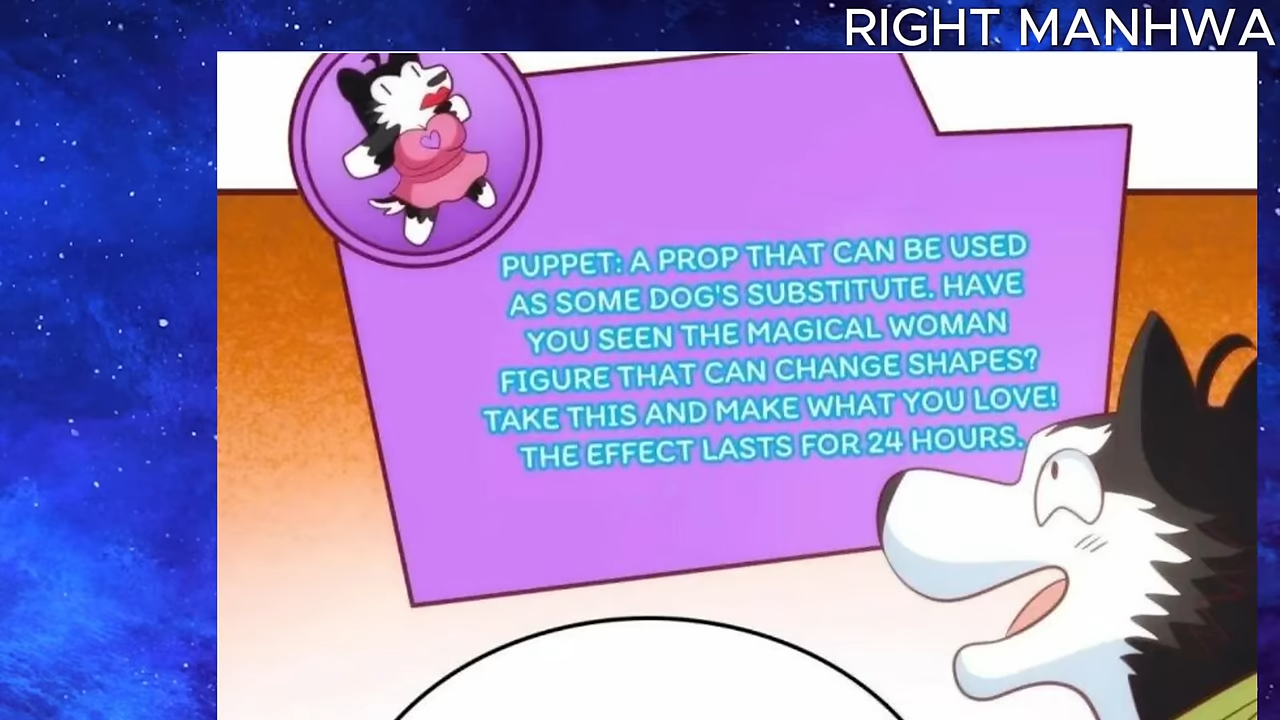 RIGHT MANHWA
PUPPET: A PROP THAT CAN BE USED
AS SOME DOG'S SUBSTITUTE. HAVE
YOU SEEN THE MAGICAL WOMAN
FIGURE THAT CAN CHANGE SHAPES?
TAKE THIS AND MAKE WHAT YOU LOVE!
THE EFFECT LASTS FOR 24 HOURS.